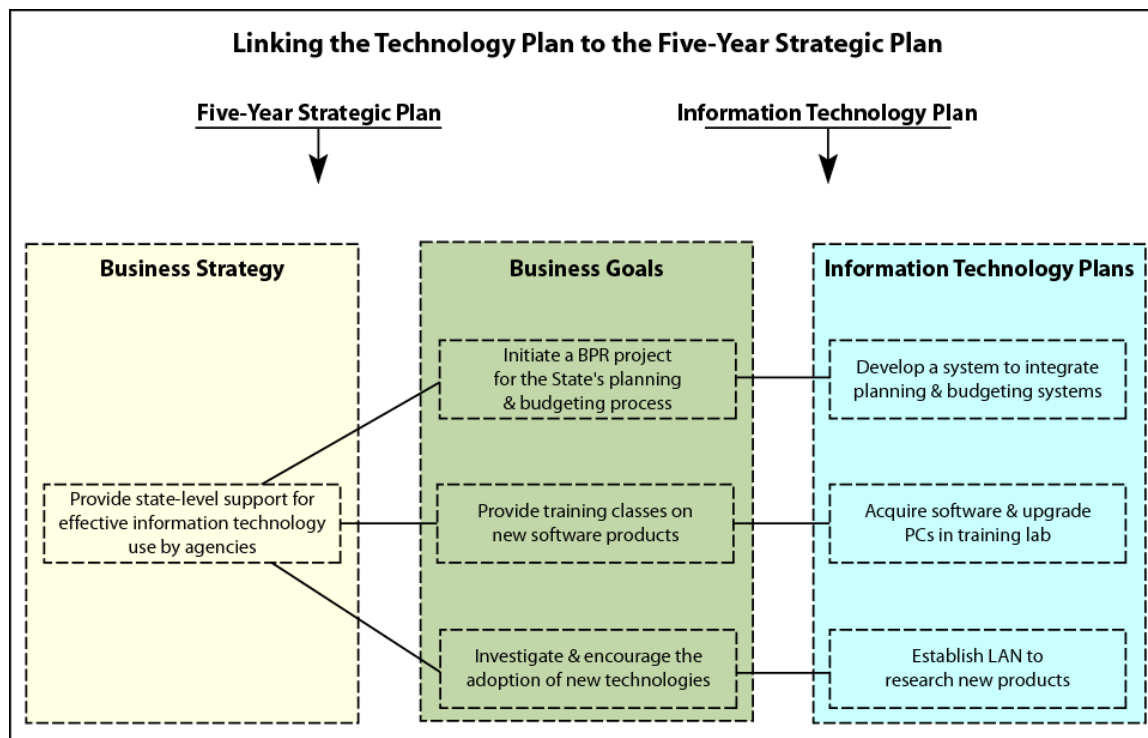 Linking the Technology Plan to the Five-Year Strategic Plan
Five-Year Strategic Plan
Information Technology Plan
Business Strategy
Provide state-level support for
effective information technology
use by agencies
Business Goals
Initiate a BPR project
for the State's planning
& budgeting process
Provide training classes on
new software products
Investigate & encourage the
adoption of new technologies
Information Technology Plans
Develop a system to integrate
planning & budgeting systems
Acquire software & upgrade
PCs in training lab
Establish LAN to
research new products